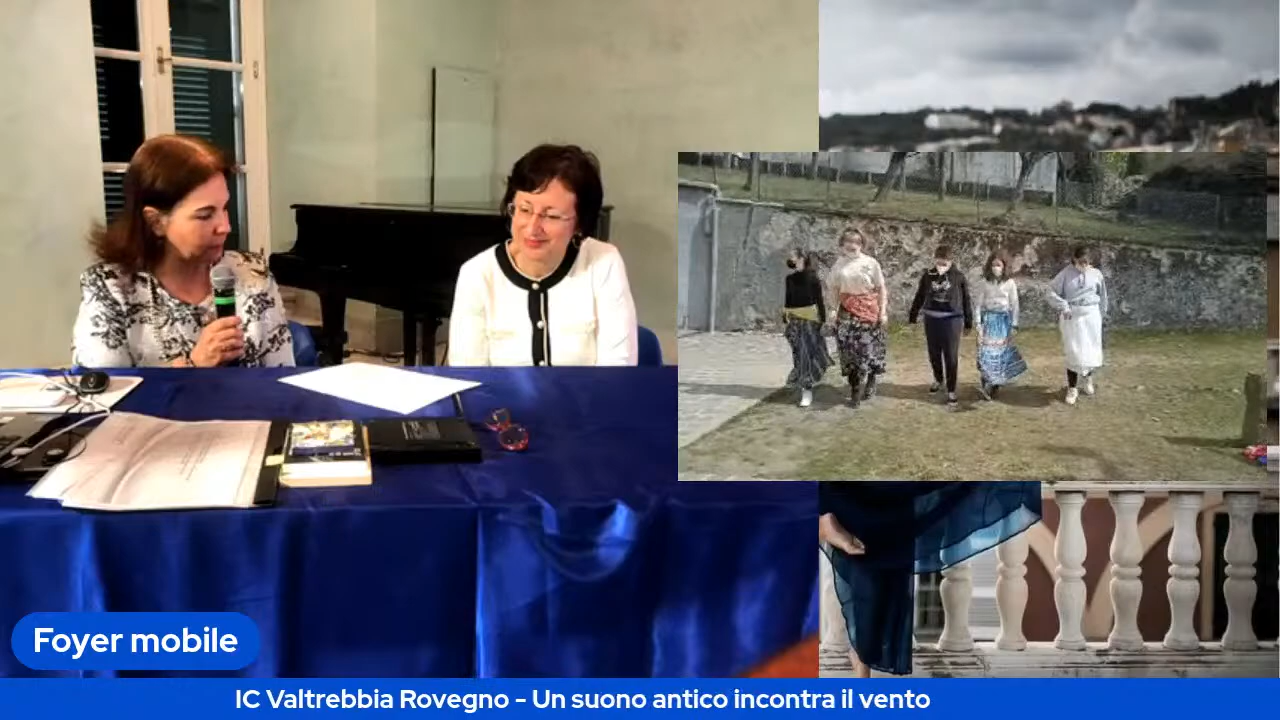 Foyer mobile
IC Valtrebbia Rovegno - Un suono antico incontra il vento